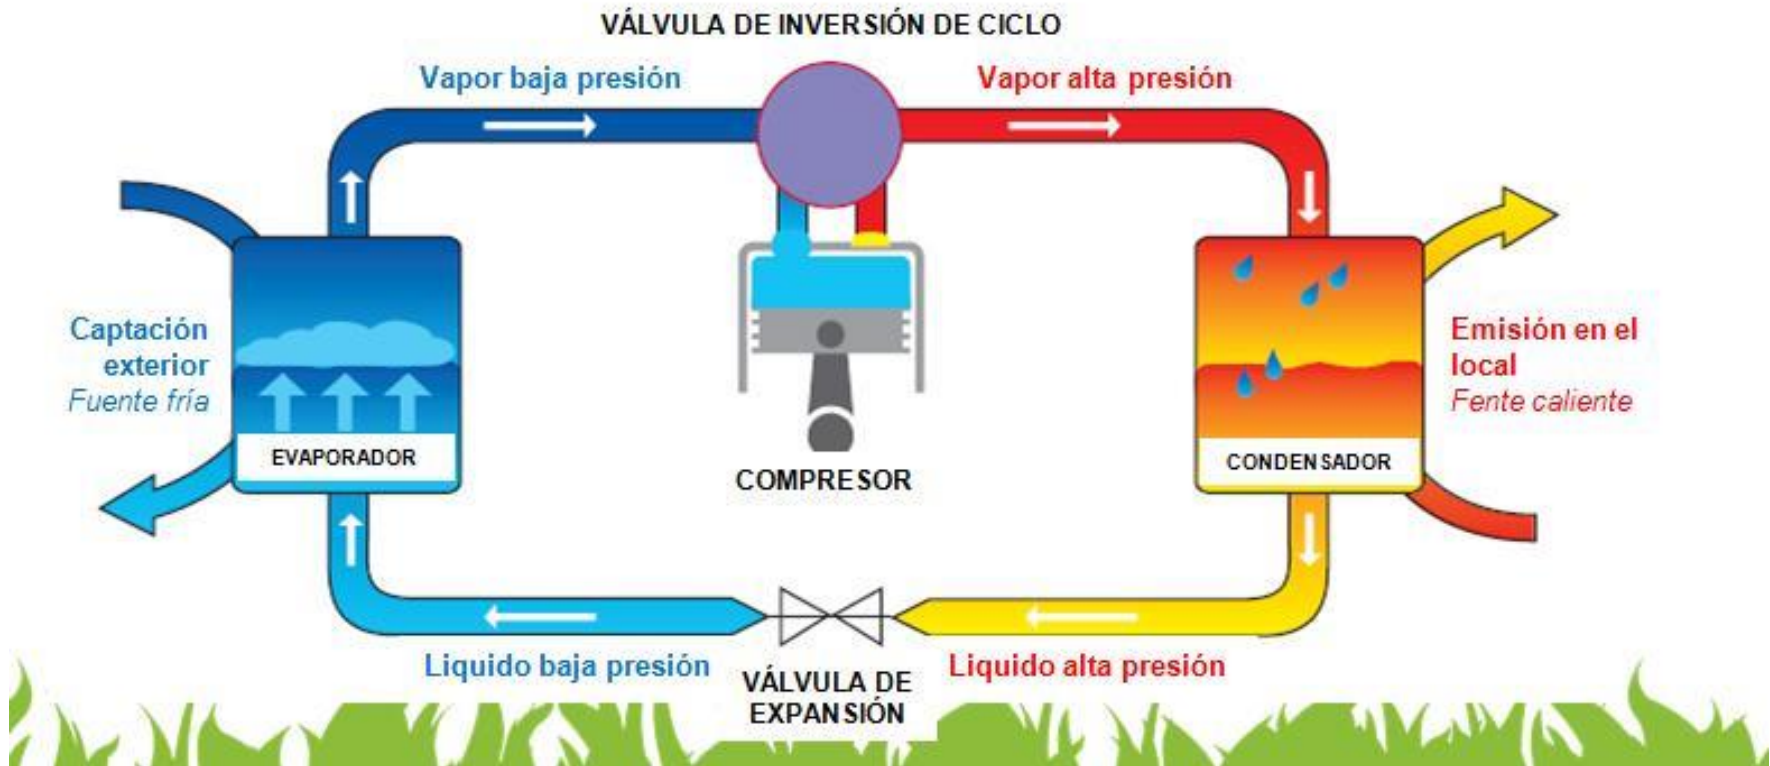 VÁLVULA DE INVERSIÓN DE CICLO
Vapor baja presión
Vapor alta presión
Captación
exterior
Fuente fría
EVAPORADOR
COMPRESOR
Emisión en el
local
Fente caliente
CONDENSADOR
Liquido baja presión
VÁLVULA DE
EXPANSIÓN
Liquido alta presión